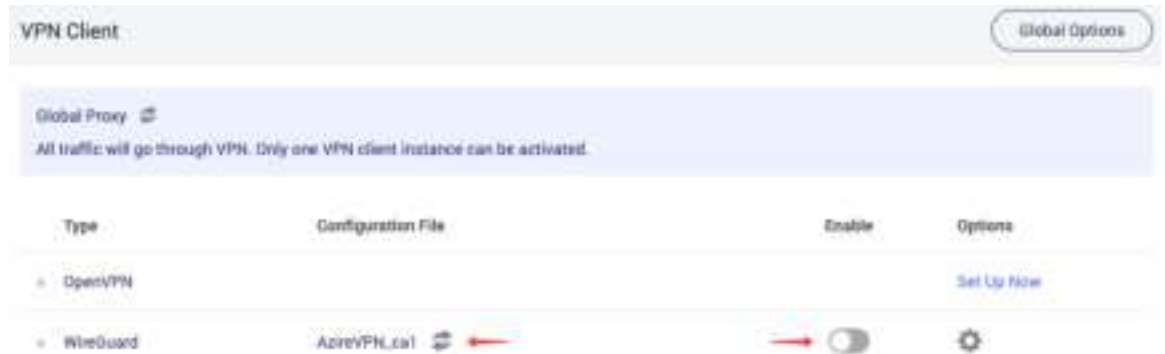 VPN Client Global Options
Global Proxy
All traffic will go through VPN. Only one VPN client instance can be activated.
Type Configuration File Enable Options
OpenVPN Set Up Now
WireGuard AzireVPN_ca1